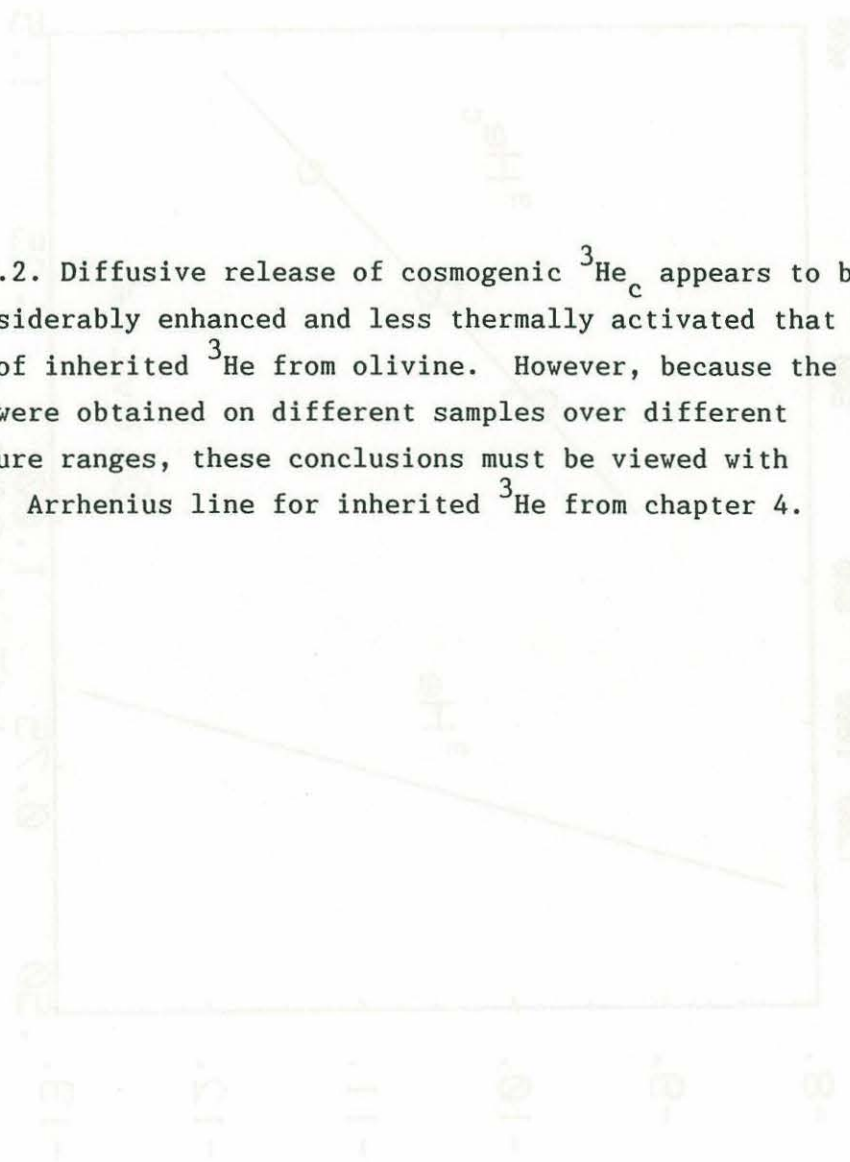 .2. Diffusive release of cosmogenic ³He_c appears to b
siderably enhanced and less thermally activated that
of inherited ³He from olivine.  However, because the
were obtained on different samples over different
ure ranges, these conclusions must be viewed with
Arrhenius line for inherited ³He from chapter 4.